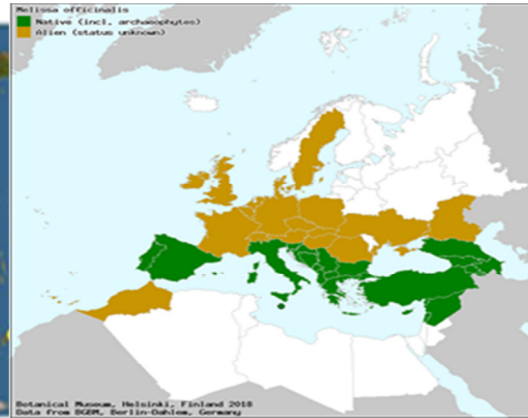 Melissa officinalis
Native (incl. archaeophytes)
Alien (status unknown)
Botanical Museum, Helsinki, Finland 2018
Data from BGBM, Berlin-Dahlem, Germany